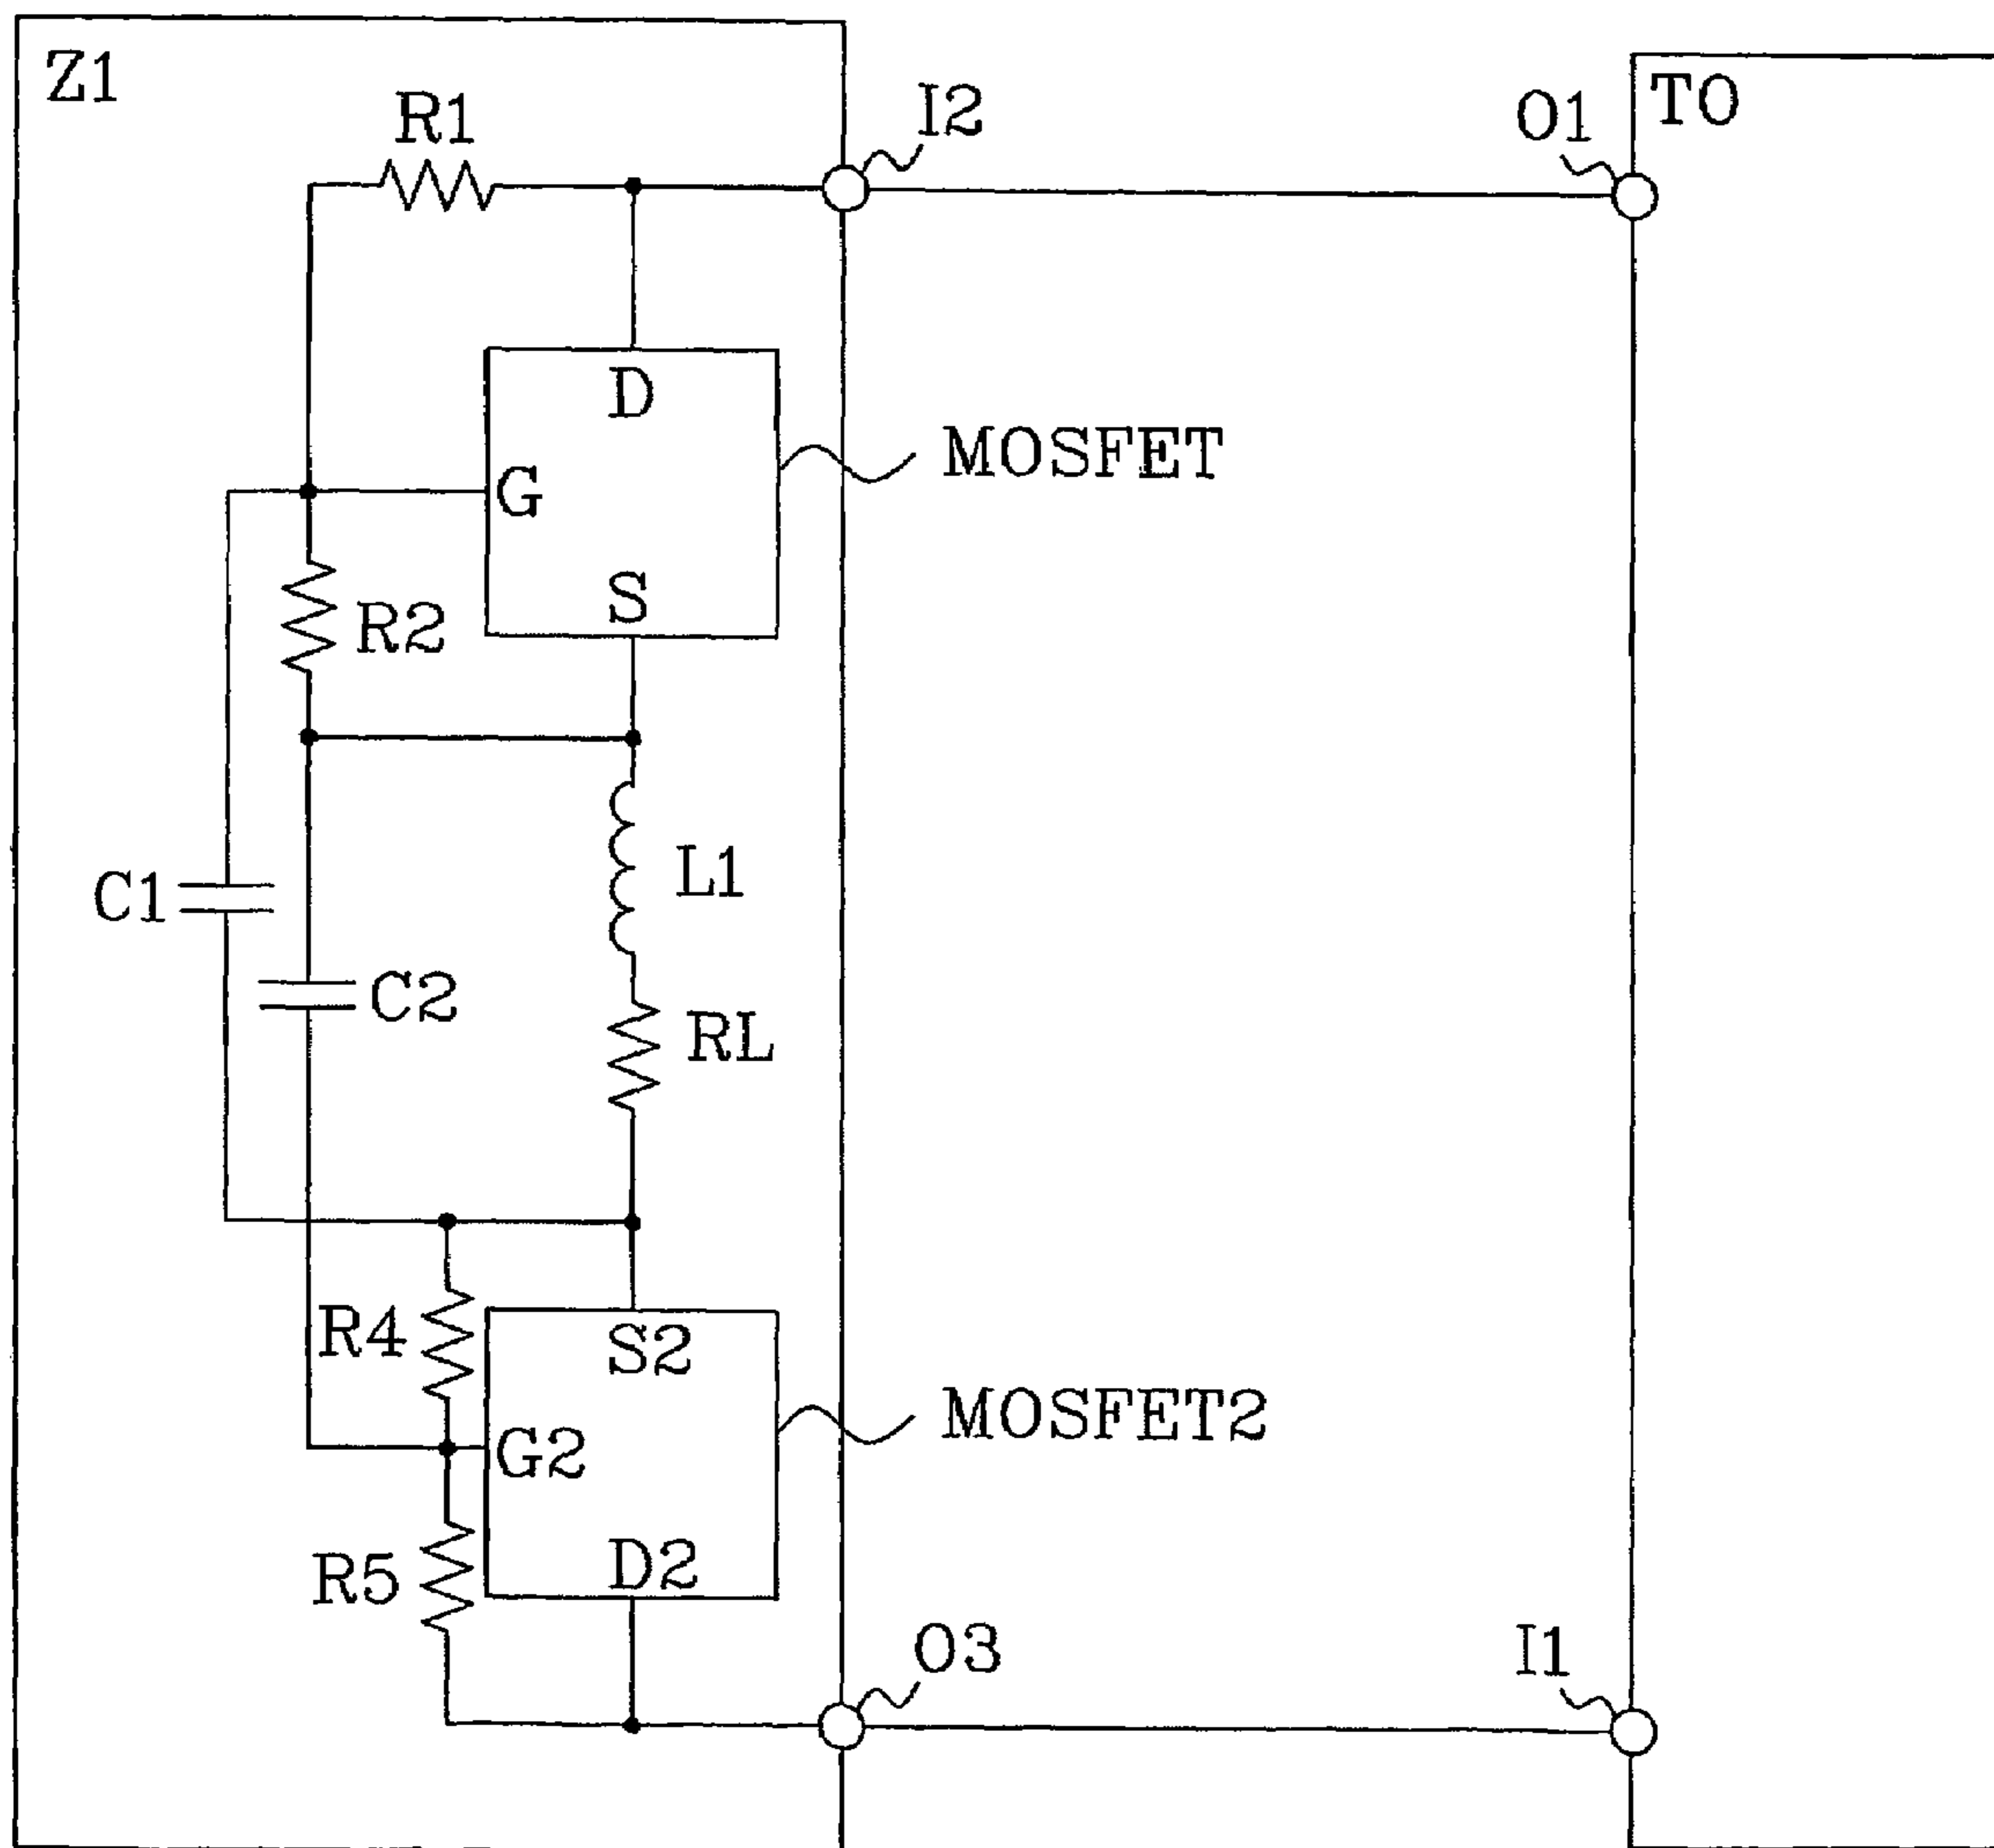 Z1
TO
R1
I2
O1
D
MOSFET
G
S
R2
L1
C1
C2
RL
R4
S2
MOSFET2
G2
R5
D2
O3
I1